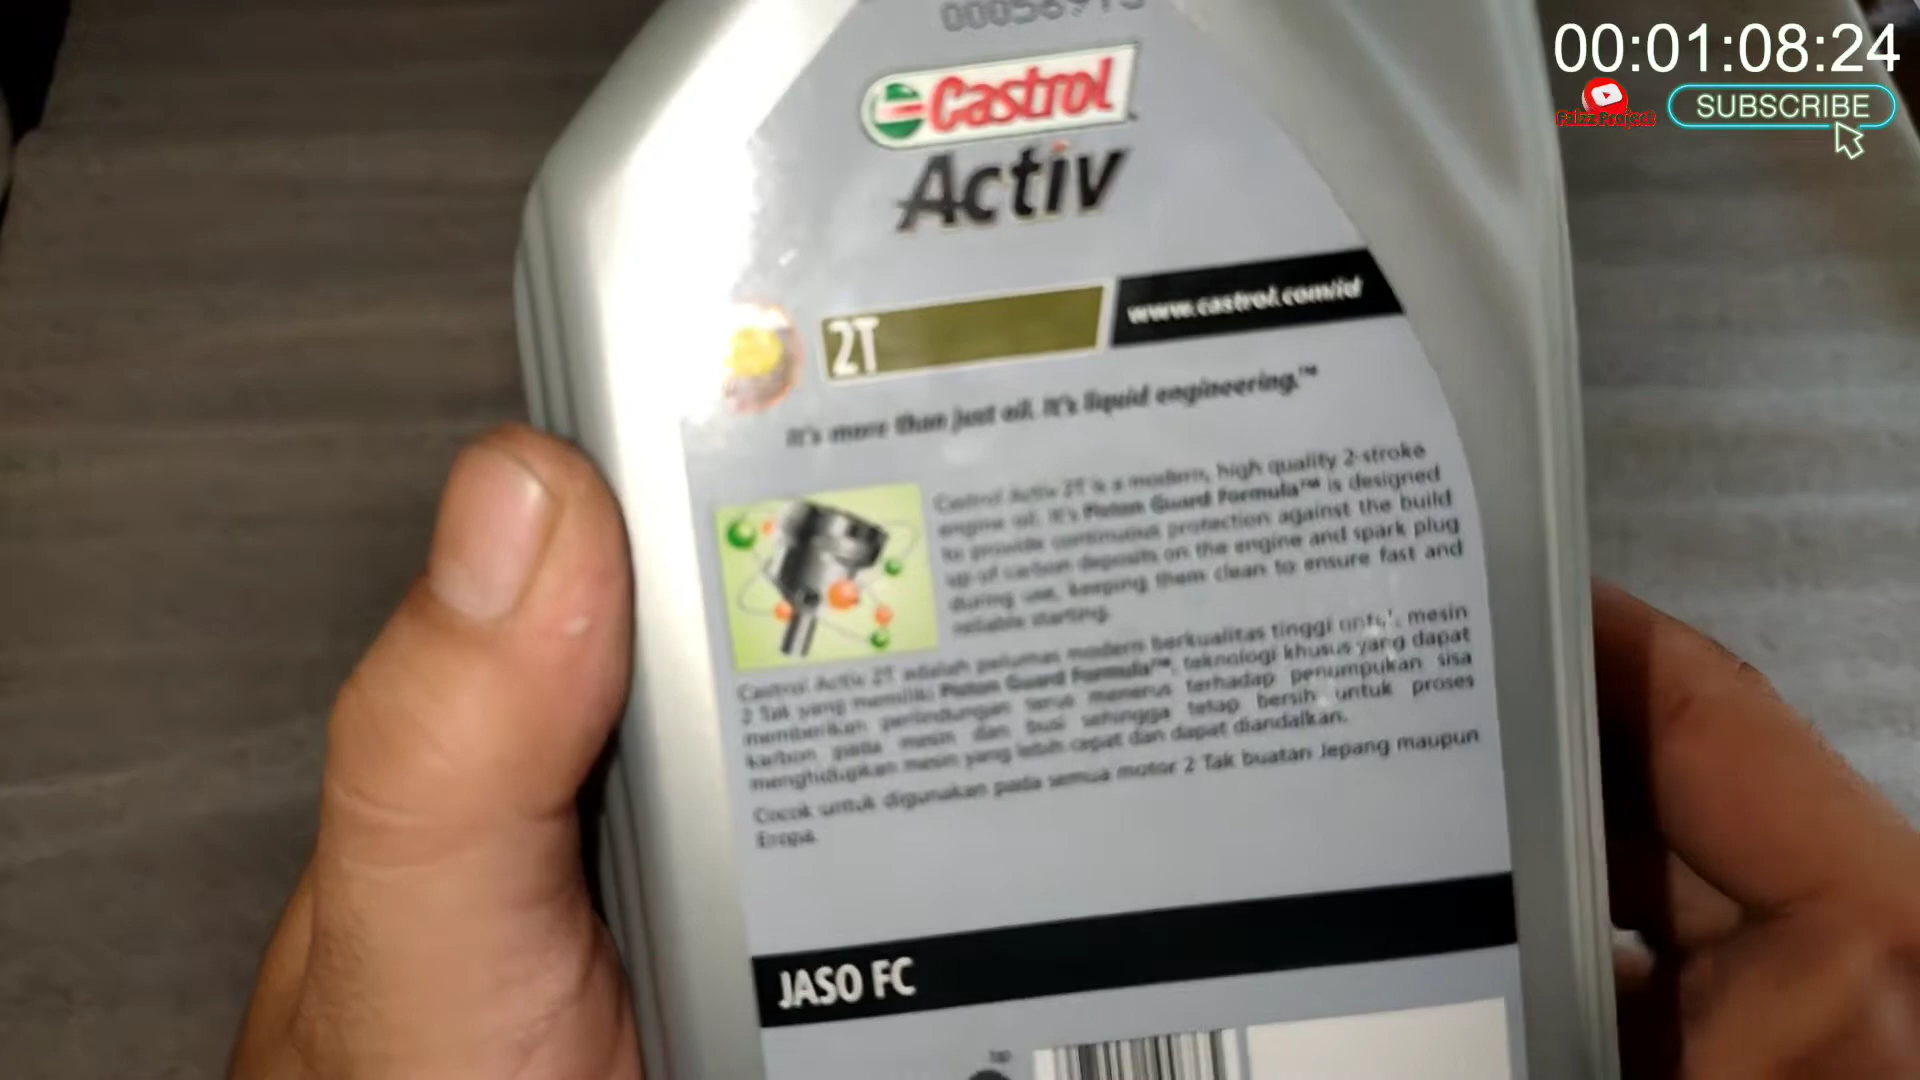 00:01:08:24
Faizz Project
SUBSCRIBE
Castrol
Activ
2T
www.castrol.com/id
It's more than just oil. It's liquid engineering.™
Castrol Activ 2T is a modern, high quality 2-stroke
engine oil. It's Piston Guard Formula™ is designed
to provide continuous protection against the build
up of carbon deposits on the engine and spark plug
during use, keeping them clean to ensure fast and
reliable starting.
Castrol Activ 2T adalah pelumas modern berkualitas tinggi untuk mesin
2 Tak yang memiliki Piston Guard Formula™, teknologi khusus yang dapat
memberikan perlindungan terus menerus terhadap penumpukan sisa
karbon pada mesin dan busi sehingga tetap bersih untuk proses
menghidupkan mesin yang lebih cepat dan dapat diandalkan.
Cocok untuk digunakan pada semua motor 2 Tak buatan Jepang maupun
Eropa.
JASO FC